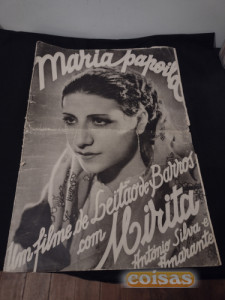 Maria papoila
Um filme de Leitão de Barros
com
Mirita
António Silva e
Amarante
coisas